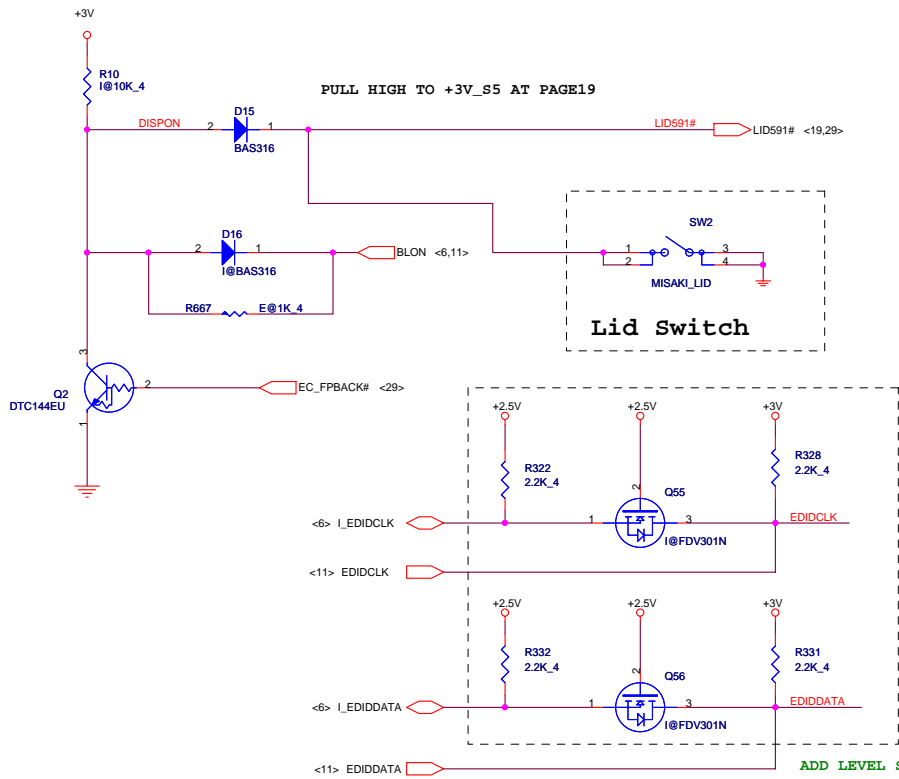 +3V
R10
I@10K_4
PULL HIGH TO +3V_S5 AT PAGE19
DISPON
2
D15
1
BAS316
LID591#
LID591# <19,29>
SW2
1
2
3
4
MISAKI_LID
Lid Switch
2
D16
1
I@BAS316
BLON <6,11>
R667
E@1K_4
3
Q2
DTC144EU
2
1
EC_FPBACK# <29>
+2.5V
+2.5V
+3V
R322
2.2K_4
R328
2.2K_4
2
Q55
<6> I_EDIDCLK
1
3
EDIDCLK
I@FDV301N
<11> EDIDCLK
+2.5V
+2.5V
+3V
R332
2.2K_4
R331
2.2K_4
2
Q56
<6> I_EDIDDATA
1
3
EDIDDATA
I@FDV301N
<11> EDIDDATA
ADD LEVEL S